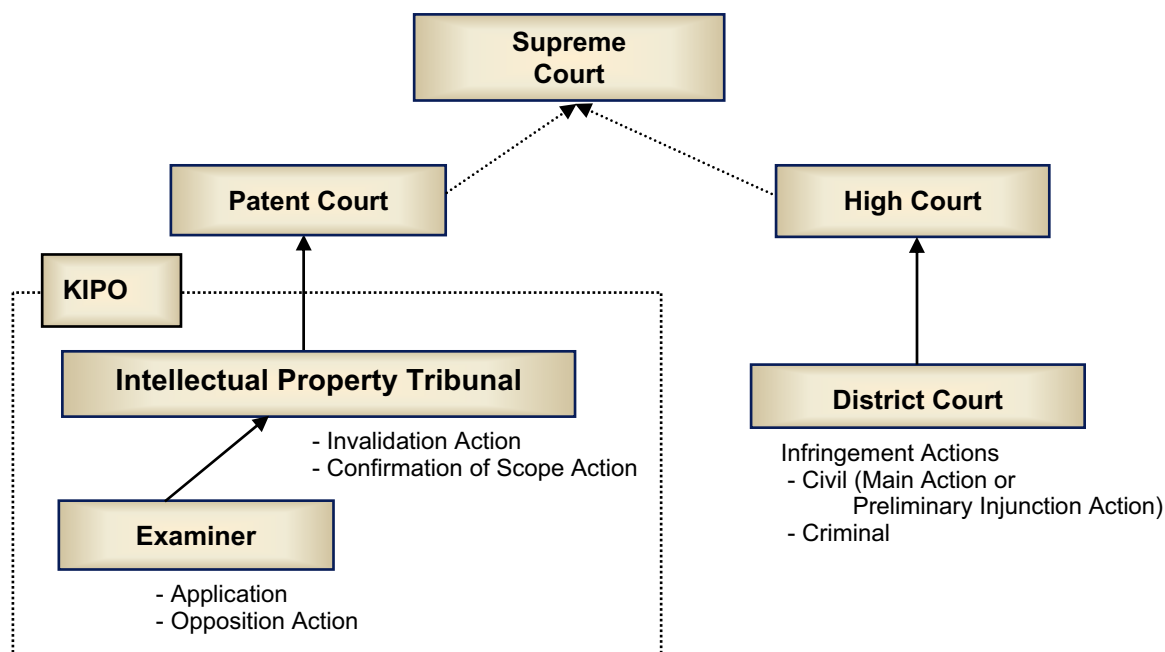 Supreme
Court
Patent Court
High Court
KIPO
Intellectual Property Tribunal
- Invalidation Action
- Confirmation of Scope Action
Examiner
- Application
- Opposition Action
District Court
Infringement Actions
- Civil (Main Action or
Preliminary Injunction Action)
- Criminal